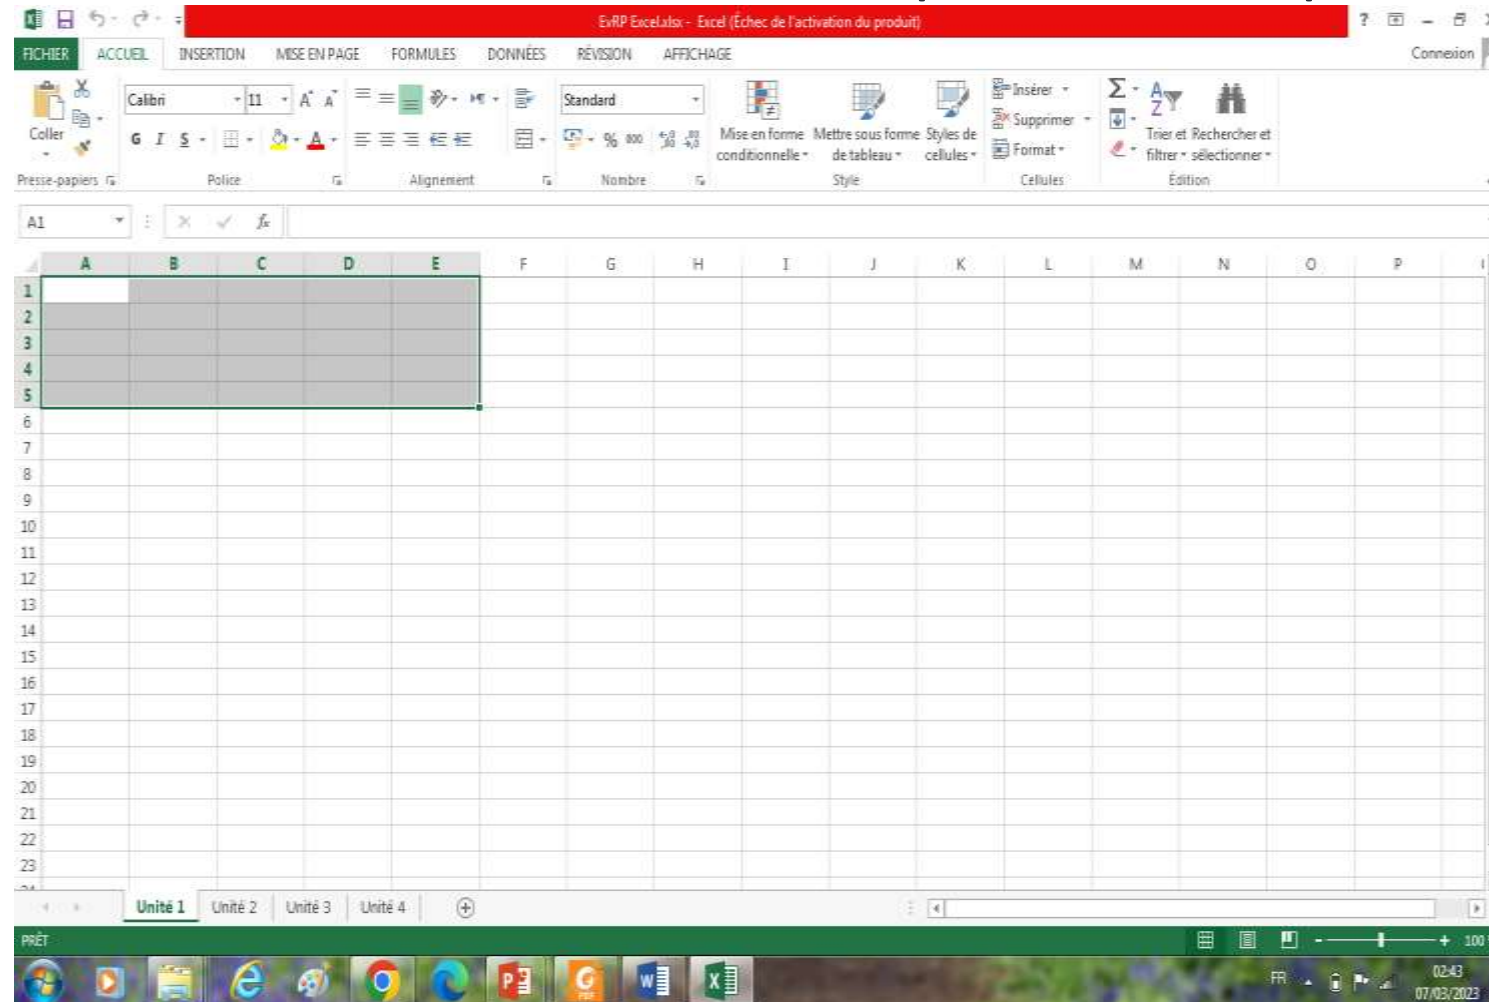 EvRP Excel.xlsx - Excel (Échec de l'activation du produit)
?
FICHIER ACCUEIL INSERTION MISE EN PAGE FORMULES DONNÉES RÉVISION AFFICHAGE Connexion
Calibri 11 A A Standard Insérer
Coller G I S A % 000 Mise en forme Mettre sous forme Styles de Supprimer Trier et Rechercher et
conditionnelle de tableau cellules Format filtrer sélectionner
Presse-papiers Police Alignement Nombre Style Cellules Édition
A1 fx
A B C D E F G H I J K L M N O P
1
2
3
4
5
6
7
8
9
10
11
12
13
14
15
16
17
18
19
20
21
22
23
Unité 1 Unité 2 Unité 3 Unité 4
PRÊT 100
FR 02:43
07/03/2023